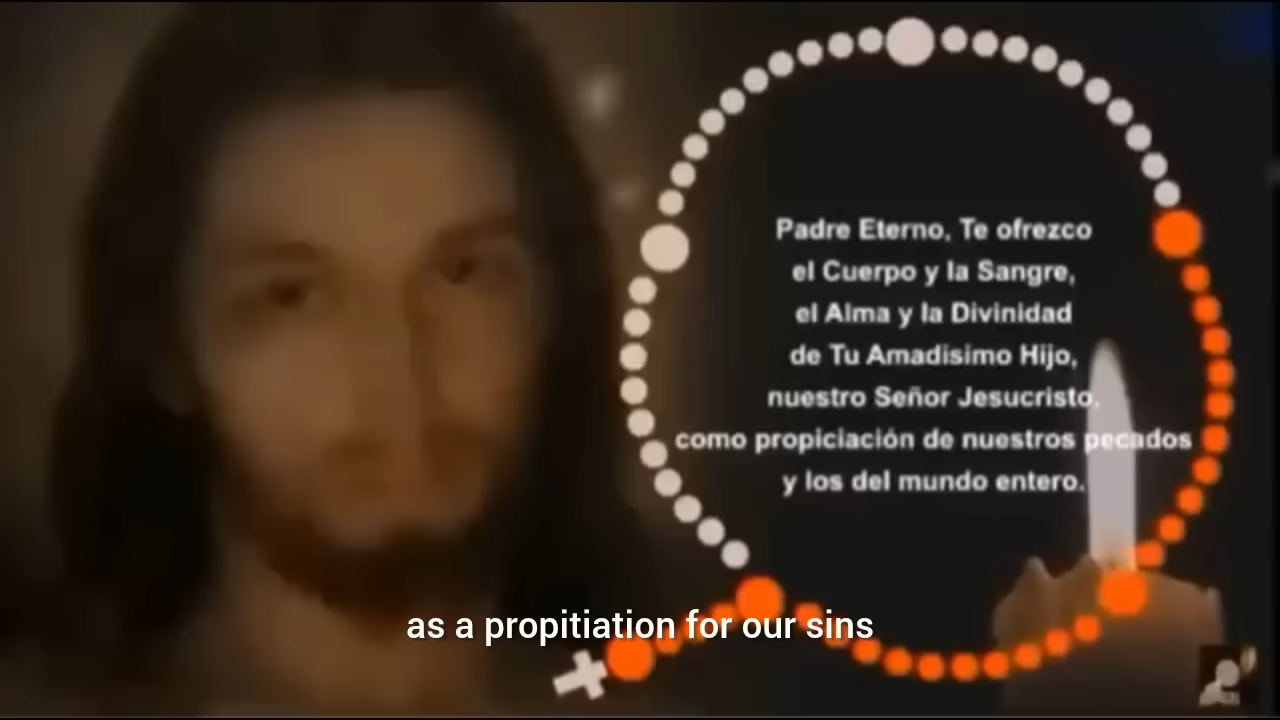 Padre Eterno, Te ofrezco
el Cuerpo y la Sangre,
el Alma y la Divinidad
de Tu Amadisimo Hijo,
nuestro Señor Jesucristo,
como propiciación de nuestros pecados
y los del mundo entero.
as a propitiation for our sins